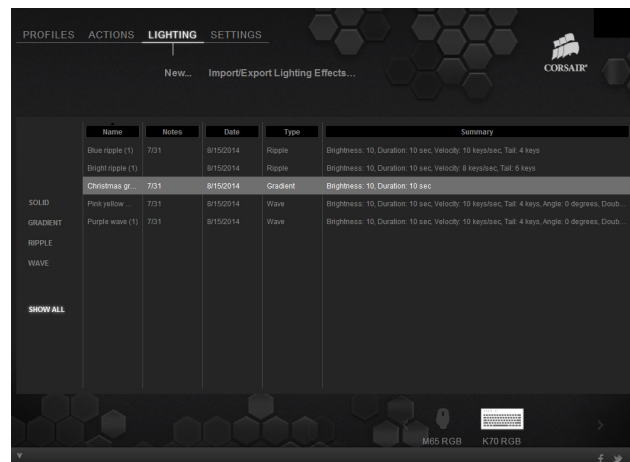 PROFILES ACTIONS LIGHTING SETTINGS
CORSAIR
New... Import/Export Lighting Effects...
Name Notes Date Type Summary
Blue ripple (1) 7/31 8/15/2014 Ripple Brightness: 10, Duration: 10 sec, Velocity: 10 keys/sec, Tail: 4 keys
Bright ripple (1) 8/15/2014 Ripple Brightness: 10, Duration: 10 sec, Velocity: 8 keys/sec, Tail: 6 keys
Christmas gr... 7/31 8/15/2014 Gradient Brightness: 10, Duration: 10 sec
Pink yellow ... 7/31 8/15/2014 Wave Brightness: 10, Duration: 10 sec, Velocity: 10 keys/sec, Tail: 4 keys, Angle: 0 degrees, Doub...
Purple wave (1) 7/31 8/15/2014 Wave Brightness: 10, Duration: 10 sec, Velocity: 10 keys/sec, Tail: 4 keys, Angle: 0 degrees, Doub...
SOLID
GRADIENT
RIPPLE
WAVE
SHOW ALL
M65 RGB K70 RGB